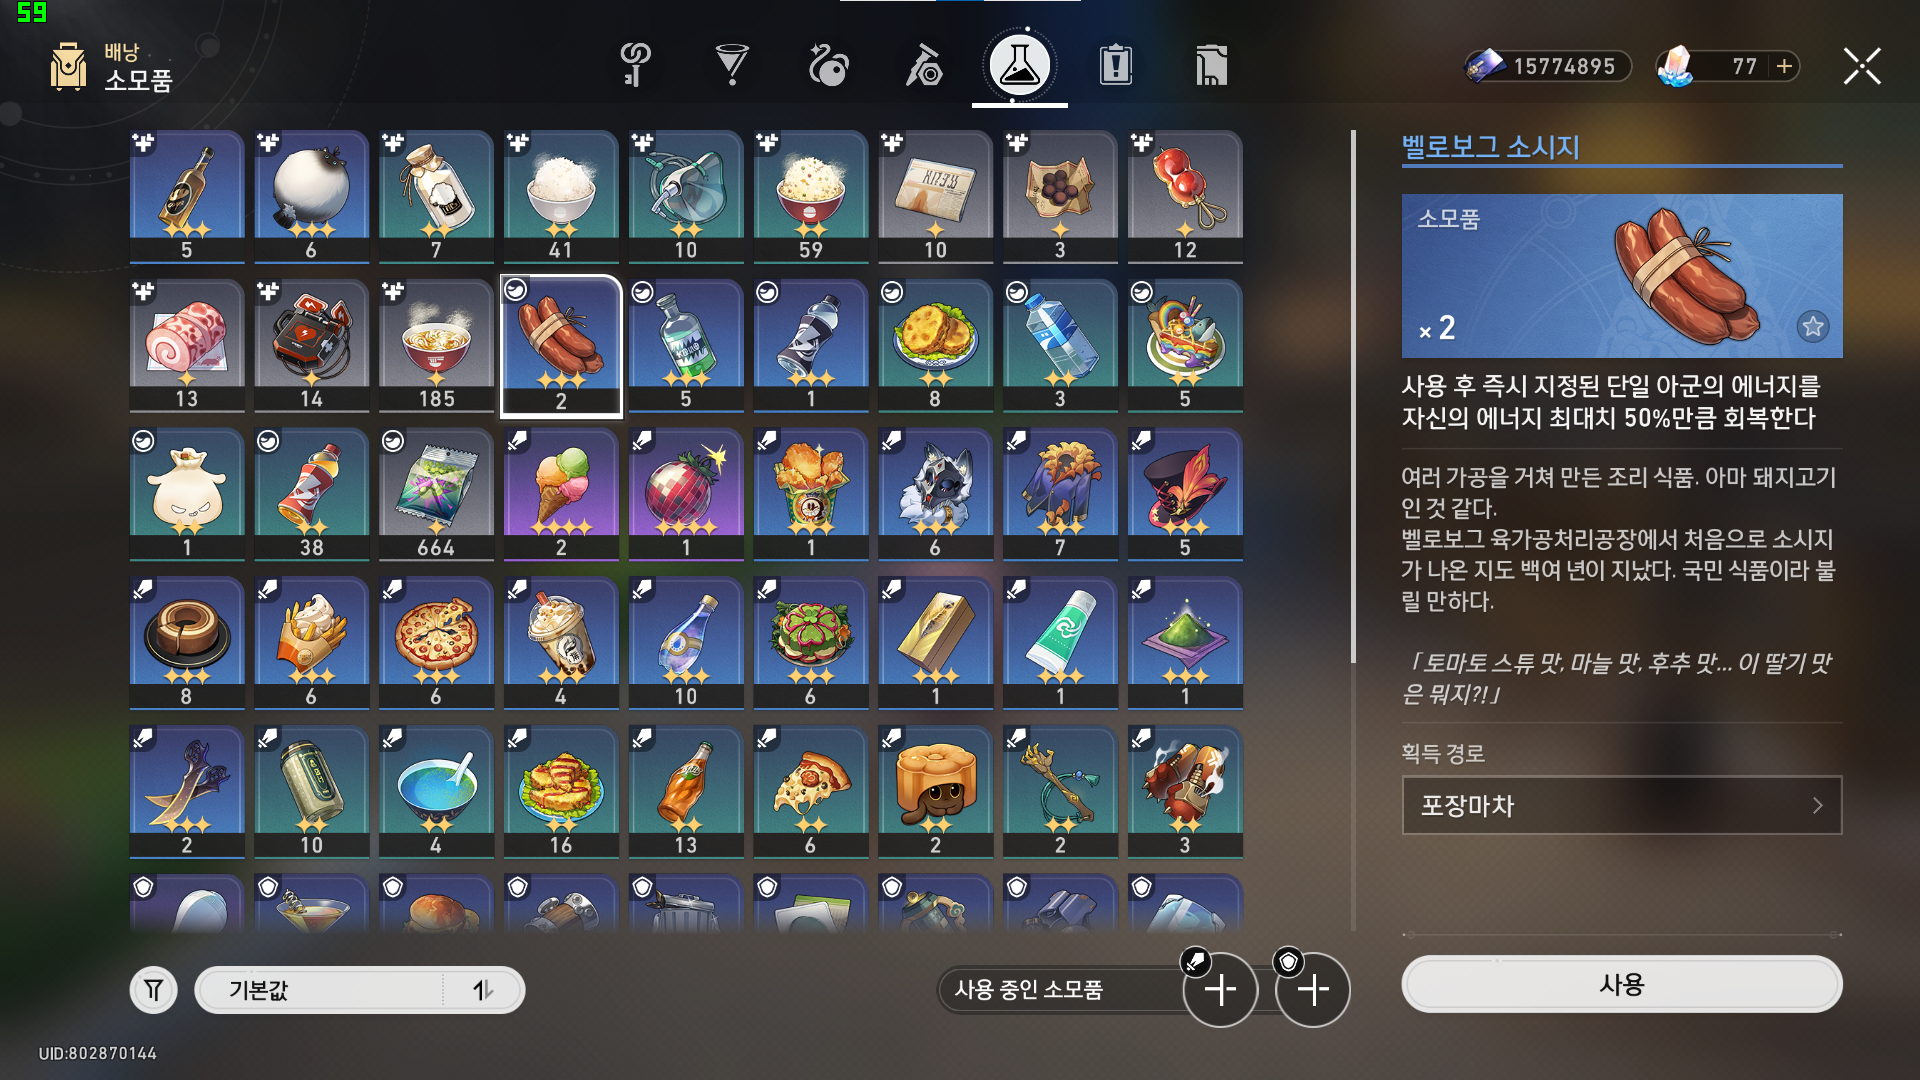 59
배낭
소모품
15774895
77
5
6
7
41
10
59
10
3
12
13
14
185
2
5
1
8
3
5
1
38
664
2
1
1
6
7
5
8
6
6
4
10
6
1
1
1
2
10
4
16
13
6
2
2
3
벨로보그 소시지
소모품
× 2
사용 후 즉시 지정된 단일 아군의 에너지를
자신의 에너지 최대치 50%만큼 회복한다
여러 가공을 거쳐 만든 조리 식품. 아마 돼지고기
인 것 같다.
벨로보그 육가공처리공장에서 처음으로 소시지
가 나온 지도 백여 년이 지났다. 국민 식품이라 불
릴 만하다.
「토마토 스튜 맛, 마늘 맛, 후추 맛... 이 딸기 맛
은 뭐지?!」
획득 경로
포장마차
기본값
사용 중인 소모품
사용
UID:802870144